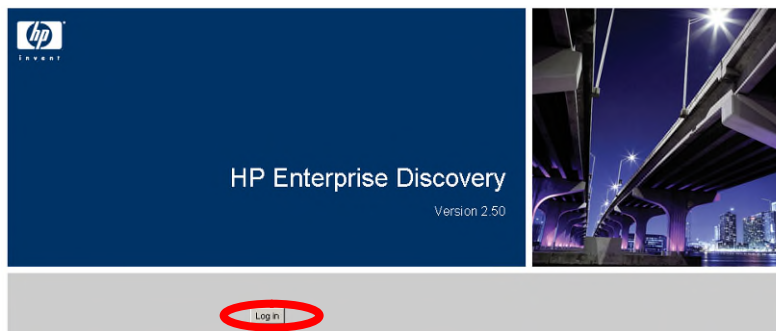 hp
invent
HP Enterprise Discovery
Version 2.50
Log in